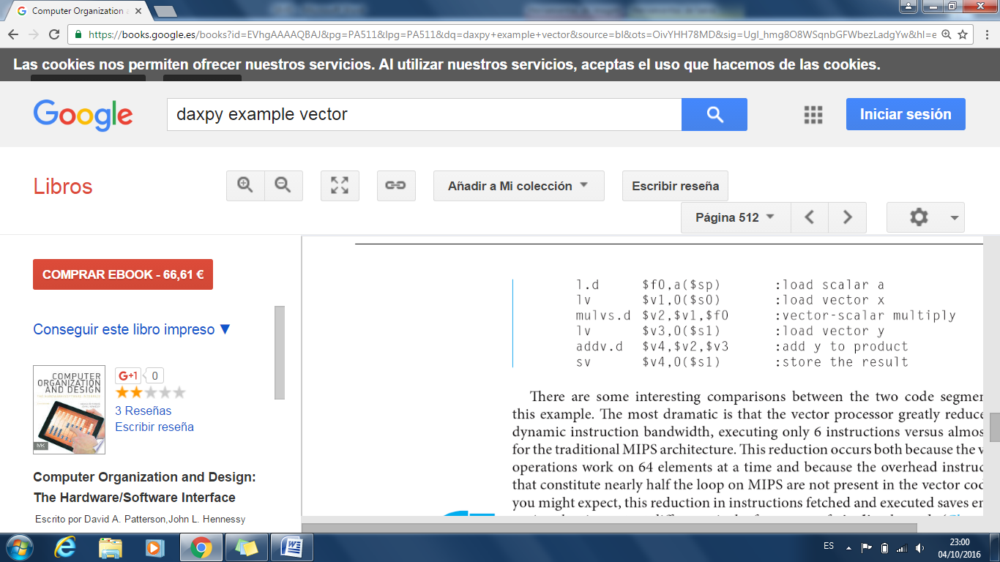 Computer Organization a
https://books.google.es/books?id=EVhgAAAAQBAJ&pg=PA511&lpg=PA511&dq=daxpy+example+vector&source=bl&ots=OivYHH78MD&sig=UgI_hmg8O8WSqnbGFWbezLadgYw&hl=e
Las cookies nos permiten ofrecer nuestros servicios. Al utilizar nuestros servicios, aceptas el uso que hacemos de las cookies.
Google
daxpy example vector
Iniciar sesión
Libros
Añadir a Mi colección
Escribir reseña
Página 512
COMPRAR EBOOK - 66,61 €
Conseguir este libro impreso ▼
COMPUTER
ORGANIZATION
AND DESIGN
MK
G+1
0
3 Reseñas
Escribir reseña
Computer Organization and Design:
The Hardware/Software Interface
Escrito por David A. Patterson,John L. Hennessy
l.d $f0,a($sp) :load scalar a
lv $v1,0($s0) :load vector x
mulvs.d $v2,$v1,$f0 :vector-scalar multiply
lv $v3,0($s1) :load vector y
addv.d $v4,$v2,$v3 :add y to product
sv $v4,0($s1) :store the result
There are some interesting comparisons between the two code segmen
this example. The most dramatic is that the vector processor greatly reduce
dynamic instruction bandwidth, executing only 6 instructions versus almos
for the traditional MIPS architecture. This reduction occurs both because the v
operations work on 64 elements at a time and because the overhead instruc
that constitute nearly half the loop on MIPS are not present in the vector cod
you might expect, this reduction in instructions fetched and executed saves en
ES
23:00
04/10/2016